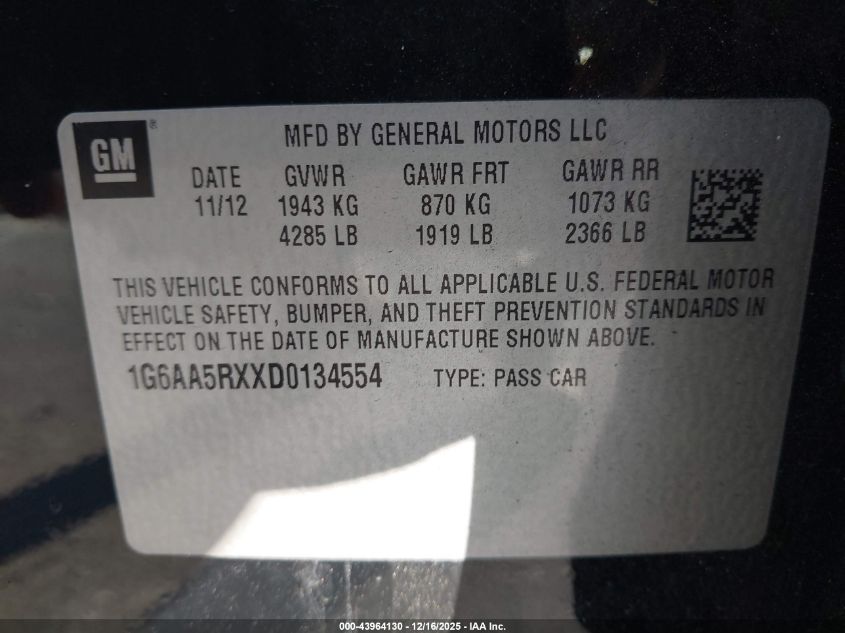 GM®
MFD BY GENERAL MOTORS LLC
DATE GVWR GAWR FRT GAWR RR
11/12 1943 KG 870 KG 1073 KG
4285 LB 1919 LB 2366 LB
THIS VEHICLE CONFORMS TO ALL APPLICABLE U.S. FEDERAL MOTOR
VEHICLE SAFETY, BUMPER, AND THEFT PREVENTION STANDARDS IN
EFFECT ON THE DATE OF MANUFACTURE SHOWN ABOVE.
1G6AA5RXXD0134554 TYPE: PASS CAR
000-43964130 - 12/16/2025 - IAA Inc.